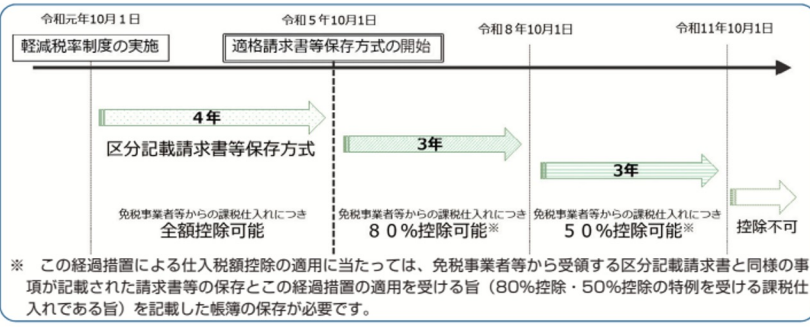 令和元年10月1日
令和5年10月1日
令和8年10月1日
令和11年10月1日
軽減税率制度の実施
適格請求書等保存方式の開始
4年
区分記載請求書等保存方式
3年
3年
免税事業者等からの課税仕入れにつき
全額控除可能
免税事業者等からの課税仕入れにつき
80%控除可能※
免税事業者等からの課税仕入れにつき
50%控除可能※
控除不可
※ この経過措置による仕入税額控除の適用に当たっては、免税事業者等から受領する区分記載請求書と同様の事
項が記載された請求書等の保存とこの経過措置の適用を受ける旨（80%控除・50%控除の特例を受ける課税仕
入れである旨）を記載した帳簿の保存が必要です。